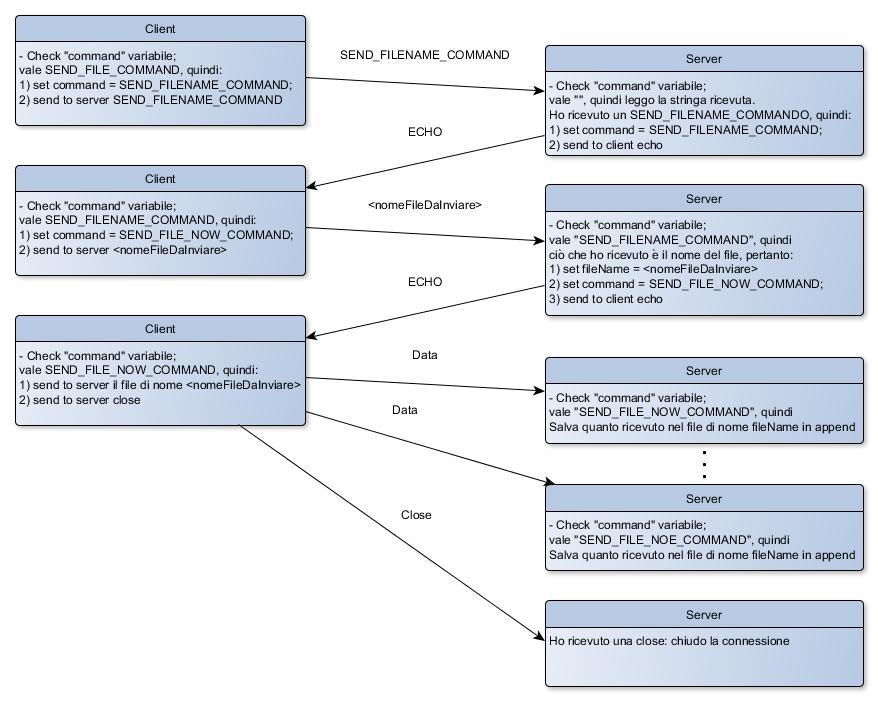 Client
- Check "command" variabile;
vale SEND_FILE_COMMAND, quindi:
1) set command = SEND_FILENAME_COMMAND;
2) send to server SEND_FILENAME_COMMAND
SEND_FILENAME_COMMAND
Server
- Check "command" variabile;
vale "", quindi leggo la stringa ricevuta.
Ho ricevuto un SEND_FILENAME_COMMANDO, quindi:
1) set command = SEND_FILENAME_COMMAND;
2) send to client echo
ECHO
Client
- Check "command" variabile;
vale SEND_FILENAME_COMMAND, quindi:
1) set command = SEND_FILE_NOW_COMMAND;
2) send to server <nomeFileDaInviare>
<nomeFileDaInviare>
Server
- Check "command" variabile;
vale "SEND_FILENAME_COMMAND", quindi
ciò che ho ricevuto è il nome del file, pertanto:
1) set fileName = <nomeFileDaInviare>
2) set command = SEND_FILE_NOW_COMMAND;
3) send to client echo
ECHO
Client
- Check "command" variabile;
vale SEND_FILE_NOW_COMMAND, quindi:
1) send to server il file di nome <nomeFileDaInviare>
2) send to server close
Data
Server
- Check "command" variabile;
vale "SEND_FILE_NOW_COMMAND", quindi
Salva quanto ricevuto nel file di nome fileName in append
Data
Server
- Check "command" variabile;
vale "SEND_FILE_NOE_COMMAND", quindi
Salva quanto ricevuto nel file di nome fileName in append
Close
Server
Ho ricevuto una close: chiudo la connessione